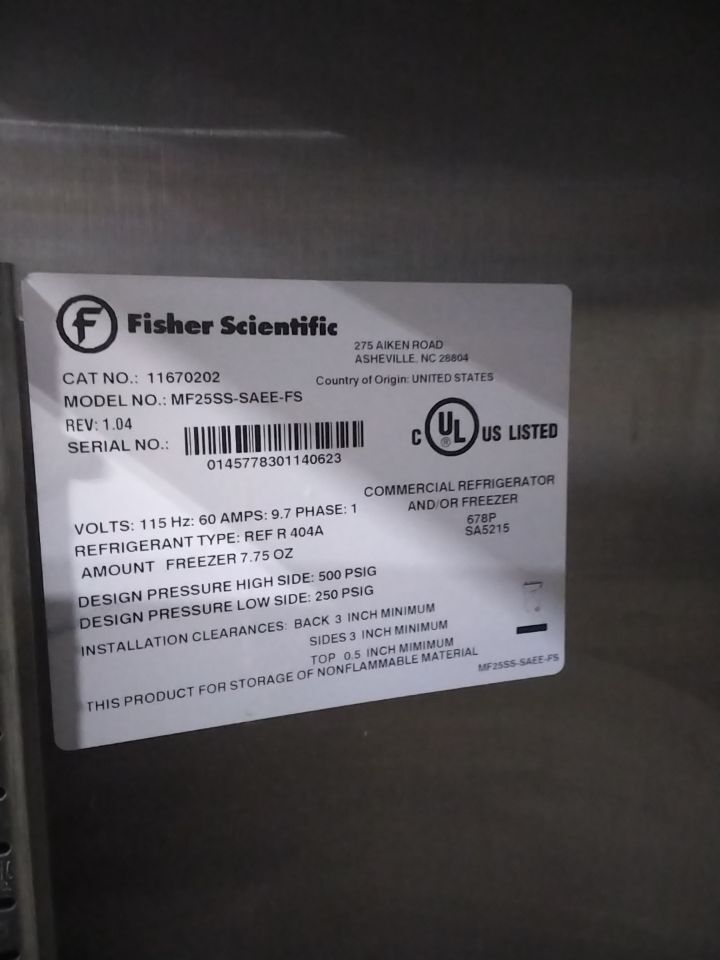 Fisher Scientific
275 AIKEN ROAD
ASHEVILLE, NC 28804
CAT NO.: 11670202
Country of Origin: UNITED STATES
MODEL NO.: MF25SS-SAEE-FS
REV: 1.04
SERIAL NO.:
0145778301140623
C UL ® US LISTED
COMMERCIAL REFRIGERATOR
AND/OR FREEZER
678P
SA5215
VOLTS: 115 Hz: 60 AMPS: 9.7 PHASE: 1
REFRIGERANT TYPE: REF R 404A
AMOUNT FREEZER 7.75 OZ
DESIGN PRESSURE HIGH SIDE: 500 PSIG
DESIGN PRESSURE LOW SIDE: 250 PSIG
INSTALLATION CLEARANCES: BACK 3 INCH MINIMUM
SIDES 3 INCH MINIMUM
TOP 0.5 INCH MIMIMUM
THIS PRODUCT FOR STORAGE OF NONFLAMMABLE MATERIAL
MF25SS-SAEE-FS